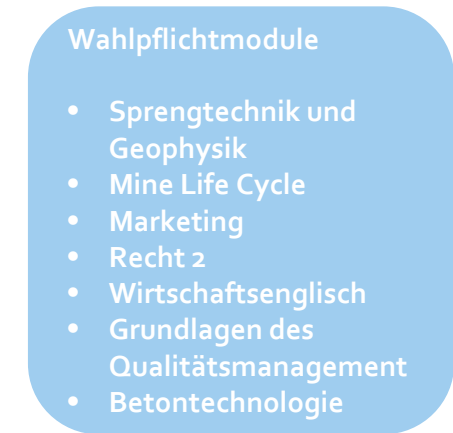 Wahlpflichtmodule
• Sprengtechnik und
Geophysik
• Mine Life Cycle
• Marketing
• Recht 2
• Wirtschaftsenglisch
• Grundlagen des
Qualitätsmanagement
• Betontechnologie